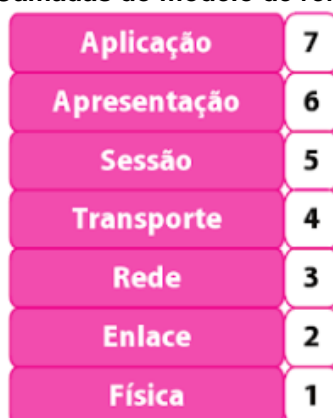 Aplicação 7
Apresentação 6
Sessão 5
Transporte 4
Rede 3
Enlace 2
Física 1